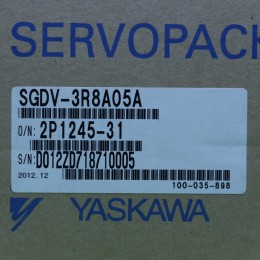 SERVOPACK
SGDV-3R8A05A
O/N: 2P1245-31
S/N: D012ZD718710005
2012.12
100-035-898
YASKAWA